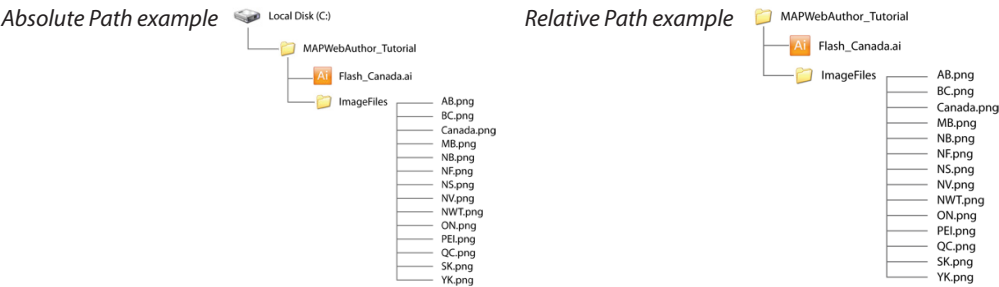 Absolute Path example
Local Disk (C:)
MAPWebAuthor_Tutorial
Ai
Flash_Canada.ai
ImageFiles
AB.png
BC.png
Canada.png
MB.png
NB.png
NF.png
NS.png
NV.png
NWT.png
ON.png
PEI.png
QC.png
SK.png
YK.png
Relative Path example
MAPWebAuthor_Tutorial
Ai
Flash_Canada.ai
ImageFiles
AB.png
BC.png
Canada.png
MB.png
NB.png
NF.png
NS.png
NV.png
NWT.png
ON.png
PEI.png
QC.png
SK.png
YK.png